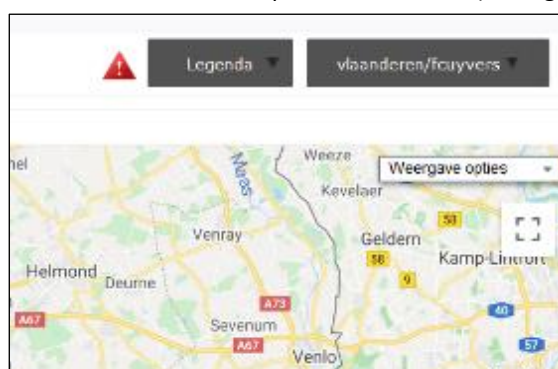 Legenda
vlaanderen/fcuyvers
nel
Maas
Weeze
Weergave opties
Kevelaer
58
Venray
Geldern
58
Kamp-Lintfort
Helmond
Deurne
9
A73
40
A67
Sevenum
A67
57
Venlo